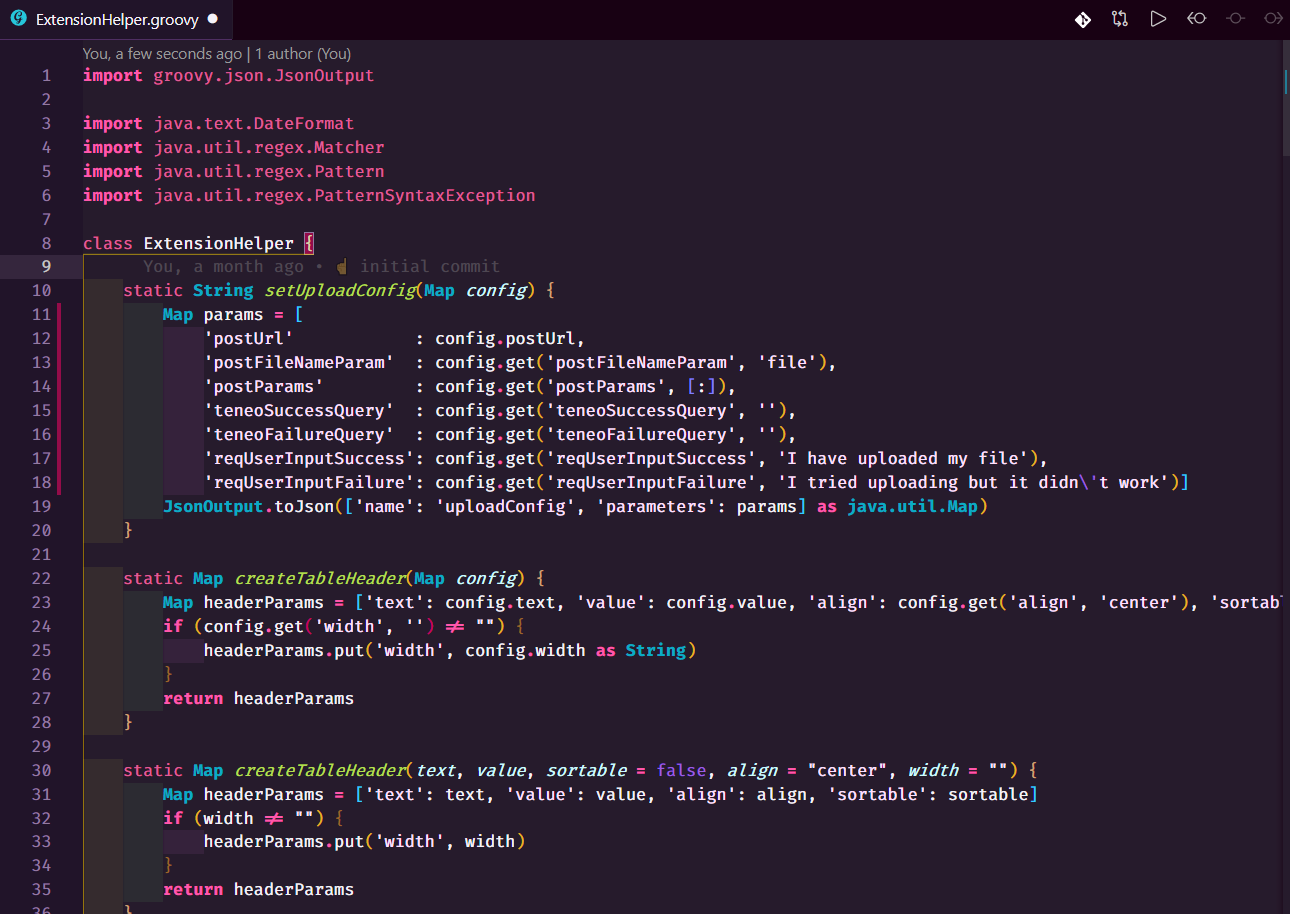 ExtensionHelper.groovy
You, a few seconds ago | 1 author (You)
1 import groovy.json.JsonOutput
2
3 import java.text.DateFormat
4 import java.util.regex.Matcher
5 import java.util.regex.Pattern
6 import java.util.regex.PatternSyntaxException
7
8 class ExtensionHelper {
9 You, a month ago • initial commit
10 static String setUploadConfig(Map config) {
11 Map params = [
12 'postUrl' : config.postUrl,
13 'postFileNameParam' : config.get('postFileNameParam', 'file'),
14 'postParams' : config.get('postParams', [:]),
15 'teneoSuccessQuery' : config.get('teneoSuccessQuery', ''),
16 'teneoFailureQuery' : config.get('teneoFailureQuery', ''),
17 'reqUserInputSuccess': config.get('reqUserInputSuccess', 'I have uploaded my file'),
18 'reqUserInputFailure': config.get('reqUserInputFailure', 'I tried uploading but it didn\'t work')]
19 JsonOutput.toJson(['name': 'uploadConfig', 'parameters': params] as java.util.Map)
20 }
21
22 static Map createTableHeader(Map config) {
23 Map headerParams = ['text': config.text, 'value': config.value, 'align': config.get('align', 'center'), 'sortab
24 if (config.get('width', '') ≠ "") {
25 headerParams.put('width', config.width as String)
26 }
27 return headerParams
28 }
29
30 static Map createTableHeader(text, value, sortable = false, align = "center", width = "") {
31 Map headerParams = ['text': text, 'value': value, 'align': align, 'sortable': sortable]
32 if (width ≠ "") {
33 headerParams.put('width', width)
34 }
35 return headerParams
36 }